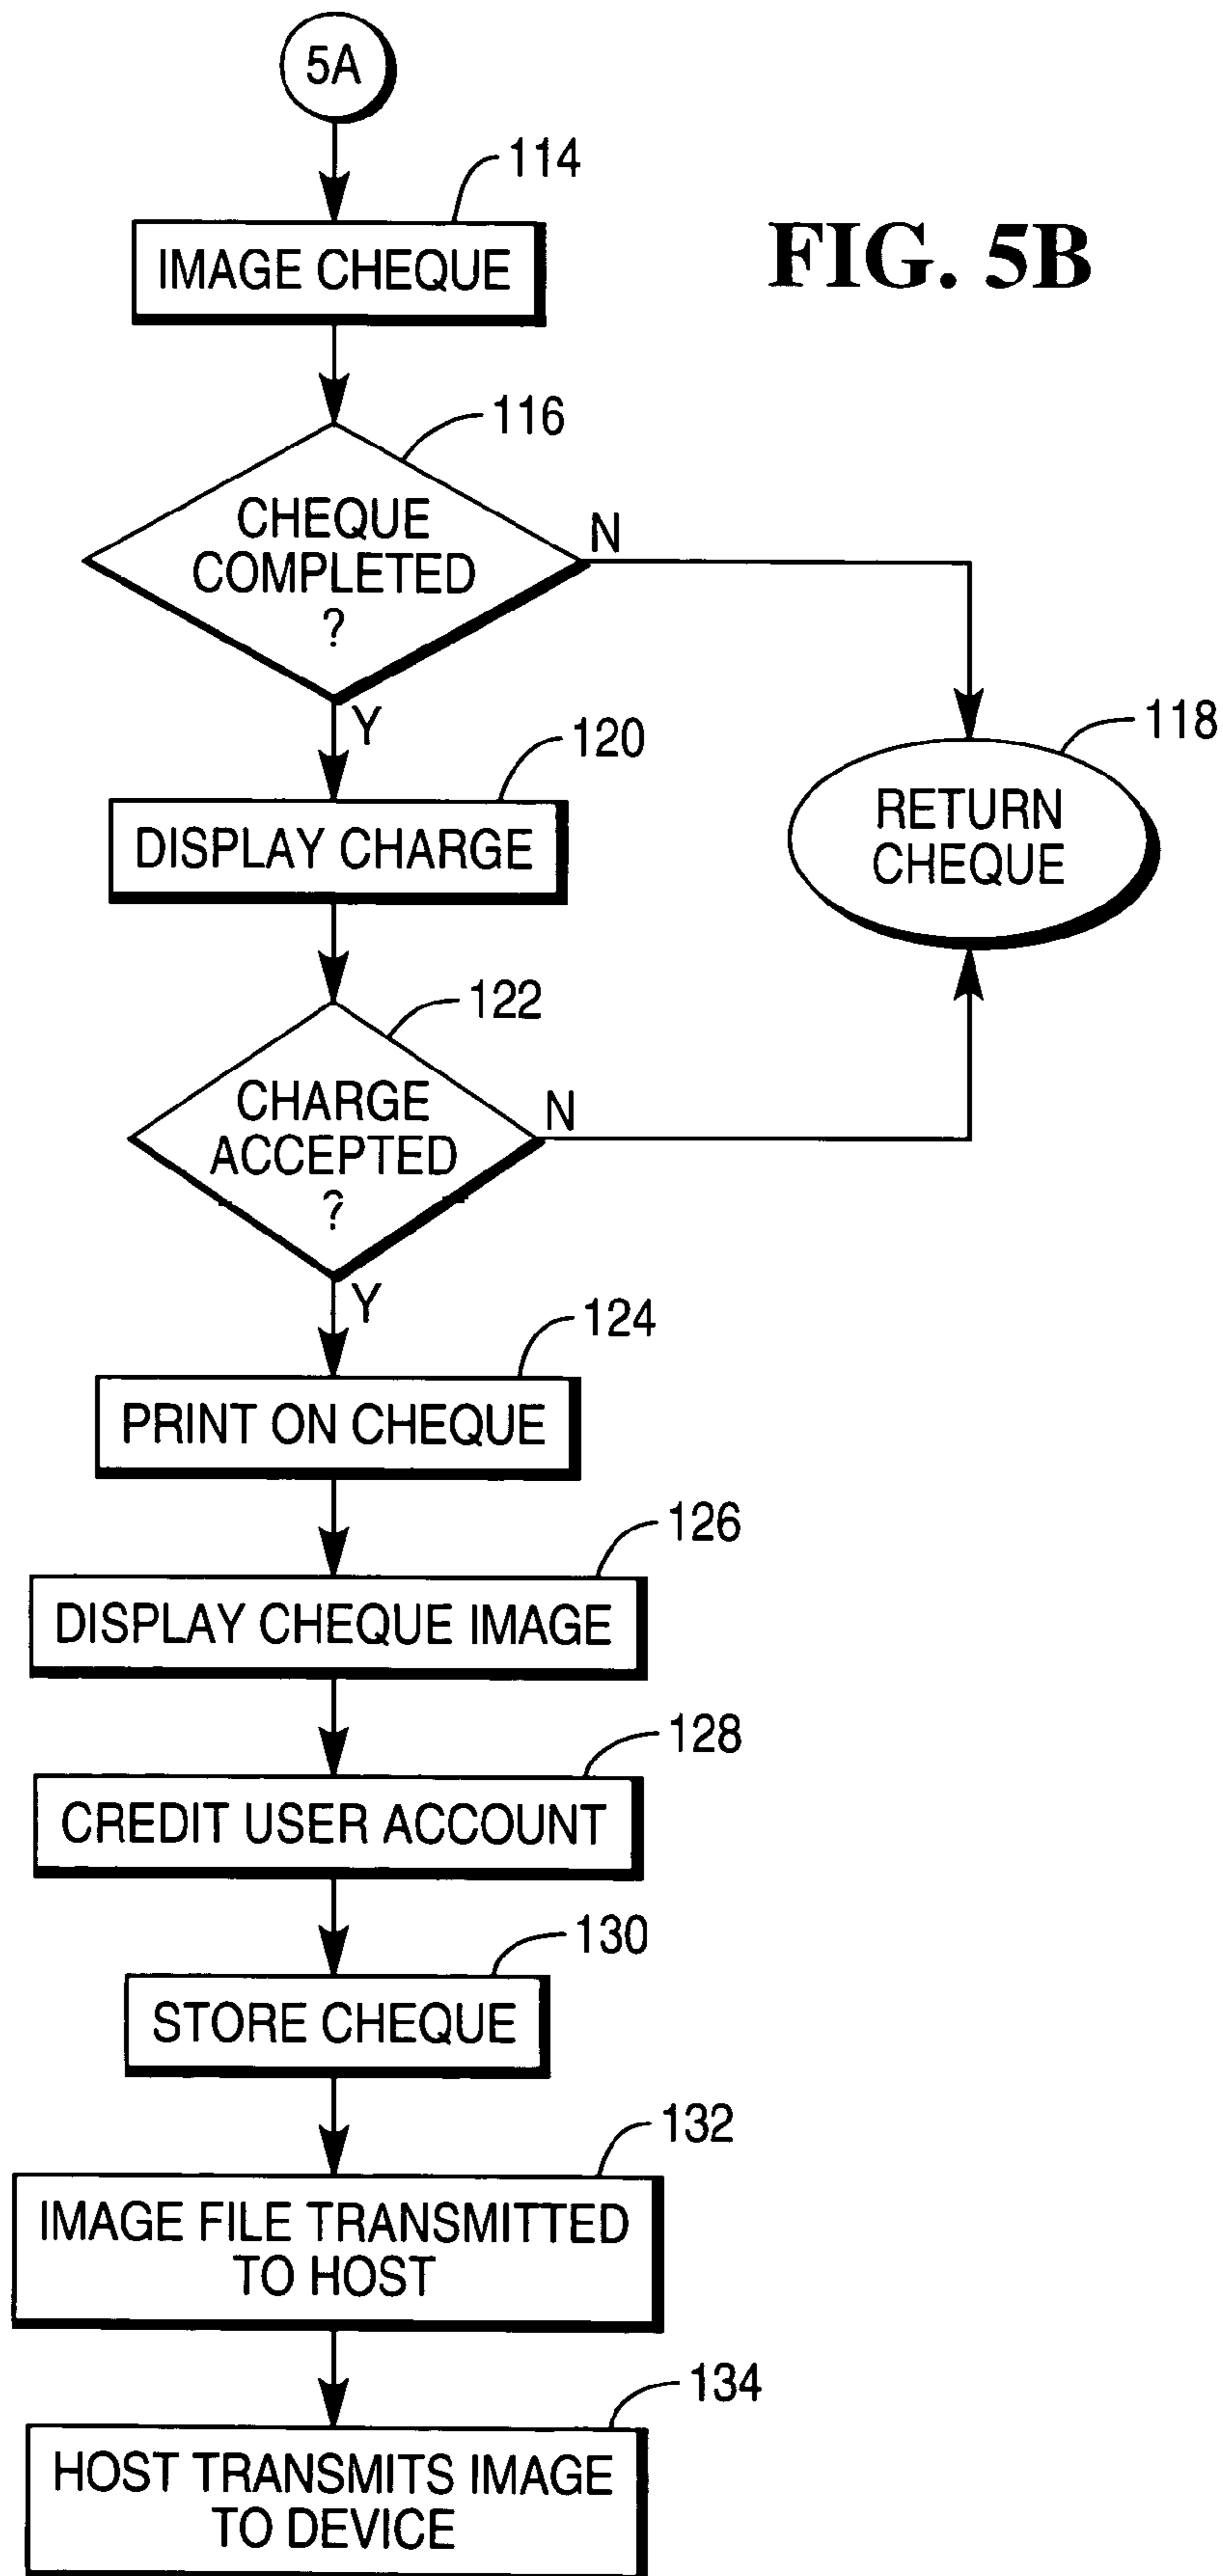 5A
114
IMAGE CHEQUE
FIG. 5B
116
CHEQUE
COMPLETED
?
N
Y
118
RETURN
CHEQUE
120
DISPLAY CHARGE
122
CHARGE
ACCEPTED
?
N
Y
124
PRINT ON CHEQUE
126
DISPLAY CHEQUE IMAGE
128
CREDIT USER ACCOUNT
130
STORE CHEQUE
132
IMAGE FILE TRANSMITTED
TO HOST
134
HOST TRANSMITS IMAGE
TO DEVICE